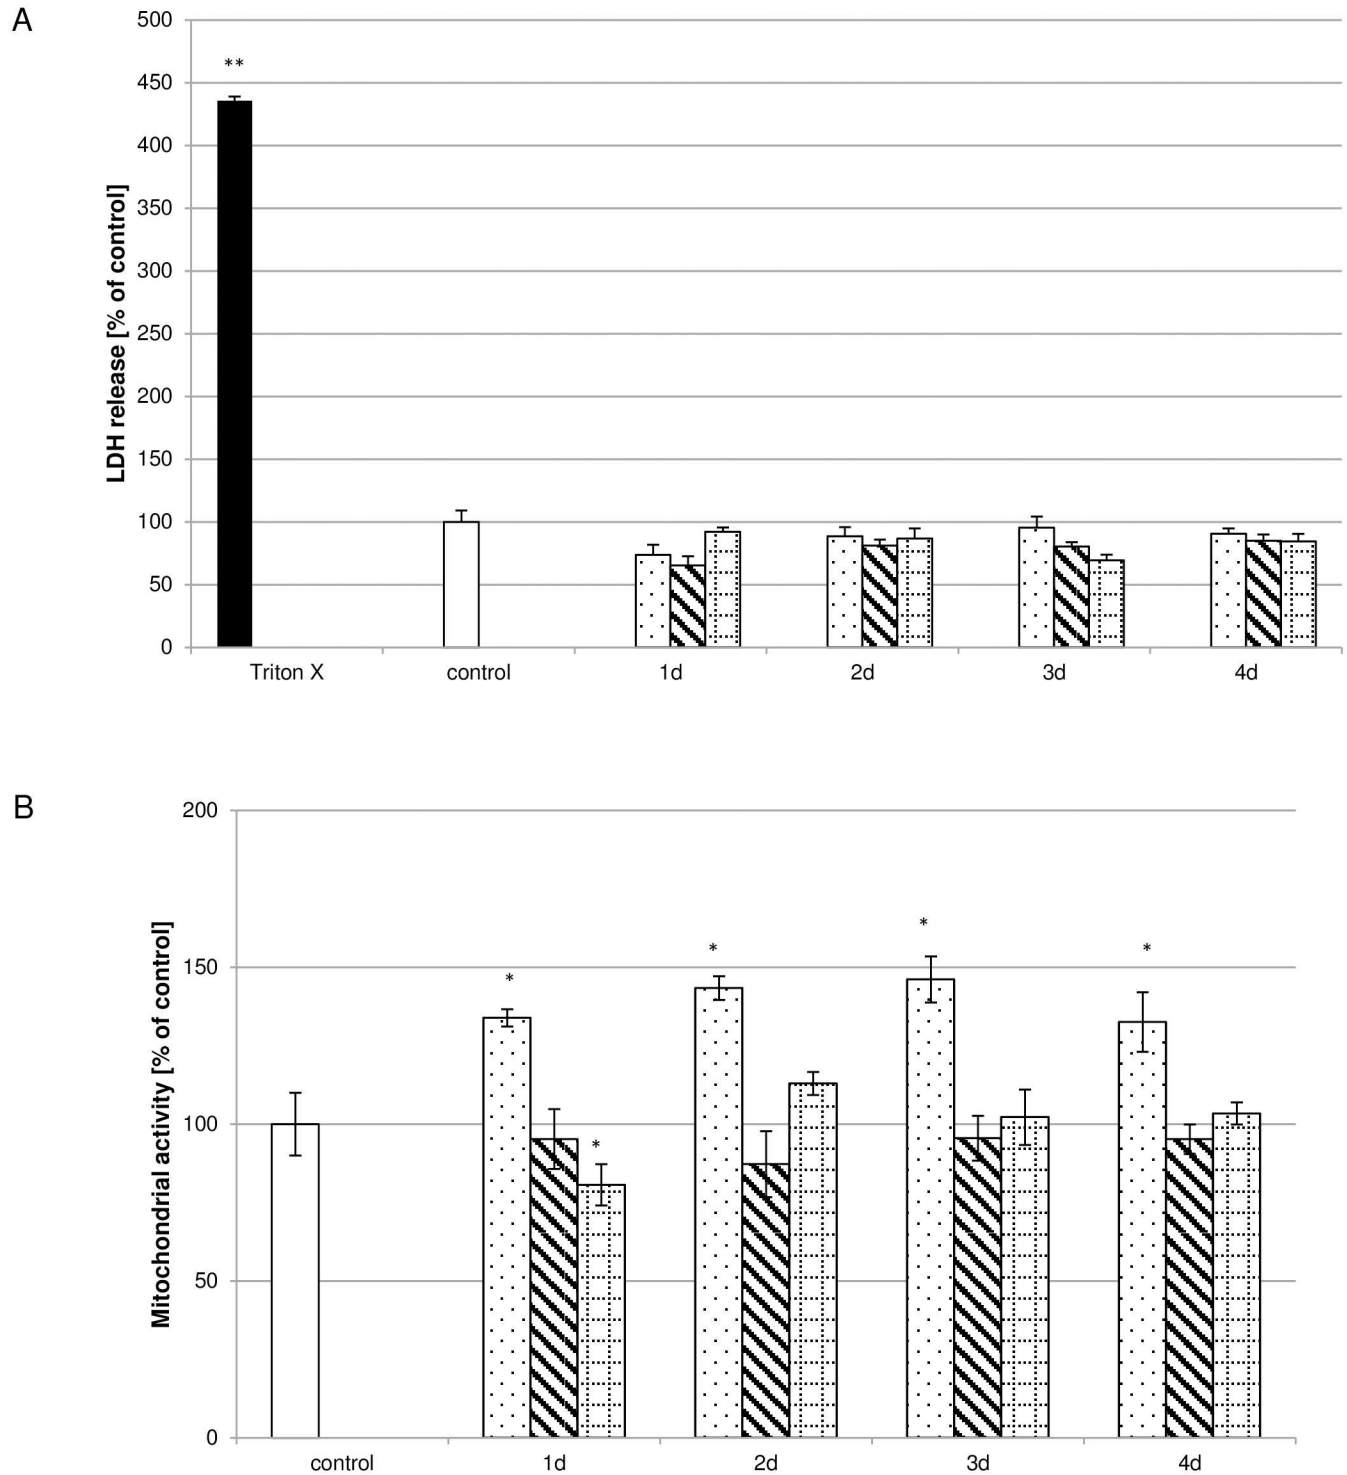 A
LDH release [% of control]
500
450
400
350
300
250
200
150
100
50
0
**
Triton X control 1d 2d 3d 4d
B
Mitochondrial activity [% of control]
200
150
100
50
0
* * * * *
control 1d 2d 3d 4d